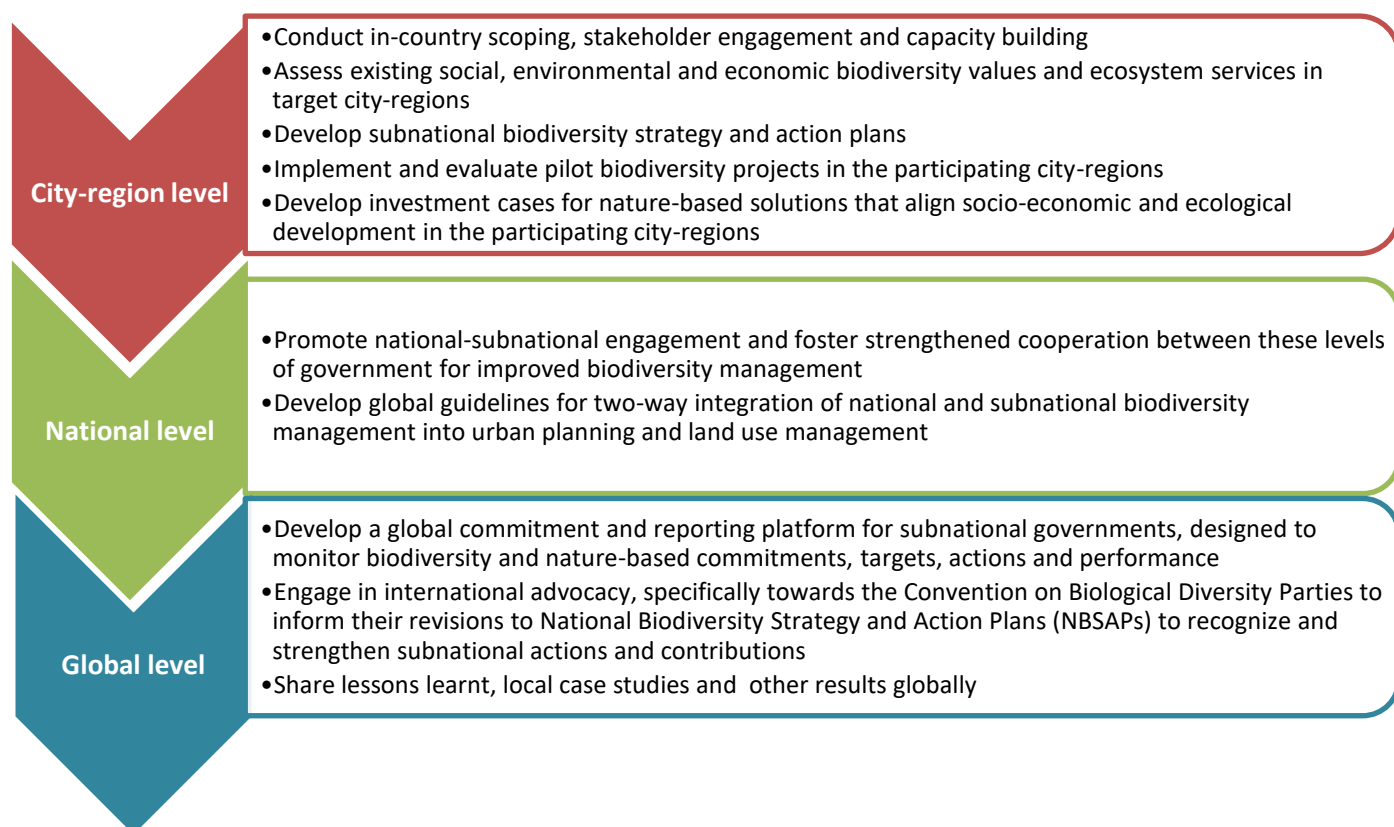 City-region level
•Conduct in-country scoping, stakeholder engagement and capacity building
•Assess existing social, environmental and economic biodiversity values and ecosystem services in
target city-regions
•Develop subnational biodiversity strategy and action plans
•Implement and evaluate pilot biodiversity projects in the participating city-regions
•Develop investment cases for nature-based solutions that align socio-economic and ecological
development in the participating city-regions
National level
•Promote national-subnational engagement and foster strengthened cooperation between these levels
of government for improved biodiversity management
•Develop global guidelines for two-way integration of national and subnational biodiversity
management into urban planning and land use management
Global level
•Develop a global commitment and reporting platform for subnational governments, designed to
monitor biodiversity and nature-based commitments, targets, actions and performance
•Engage in international advocacy, specifically towards the Convention on Biological Diversity Parties to
inform their revisions to National Biodiversity Strategy and Action Plans (NBSAPs) to recognize and
strengthen subnational actions and contributions
•Share lessons learnt, local case studies and  other results globally